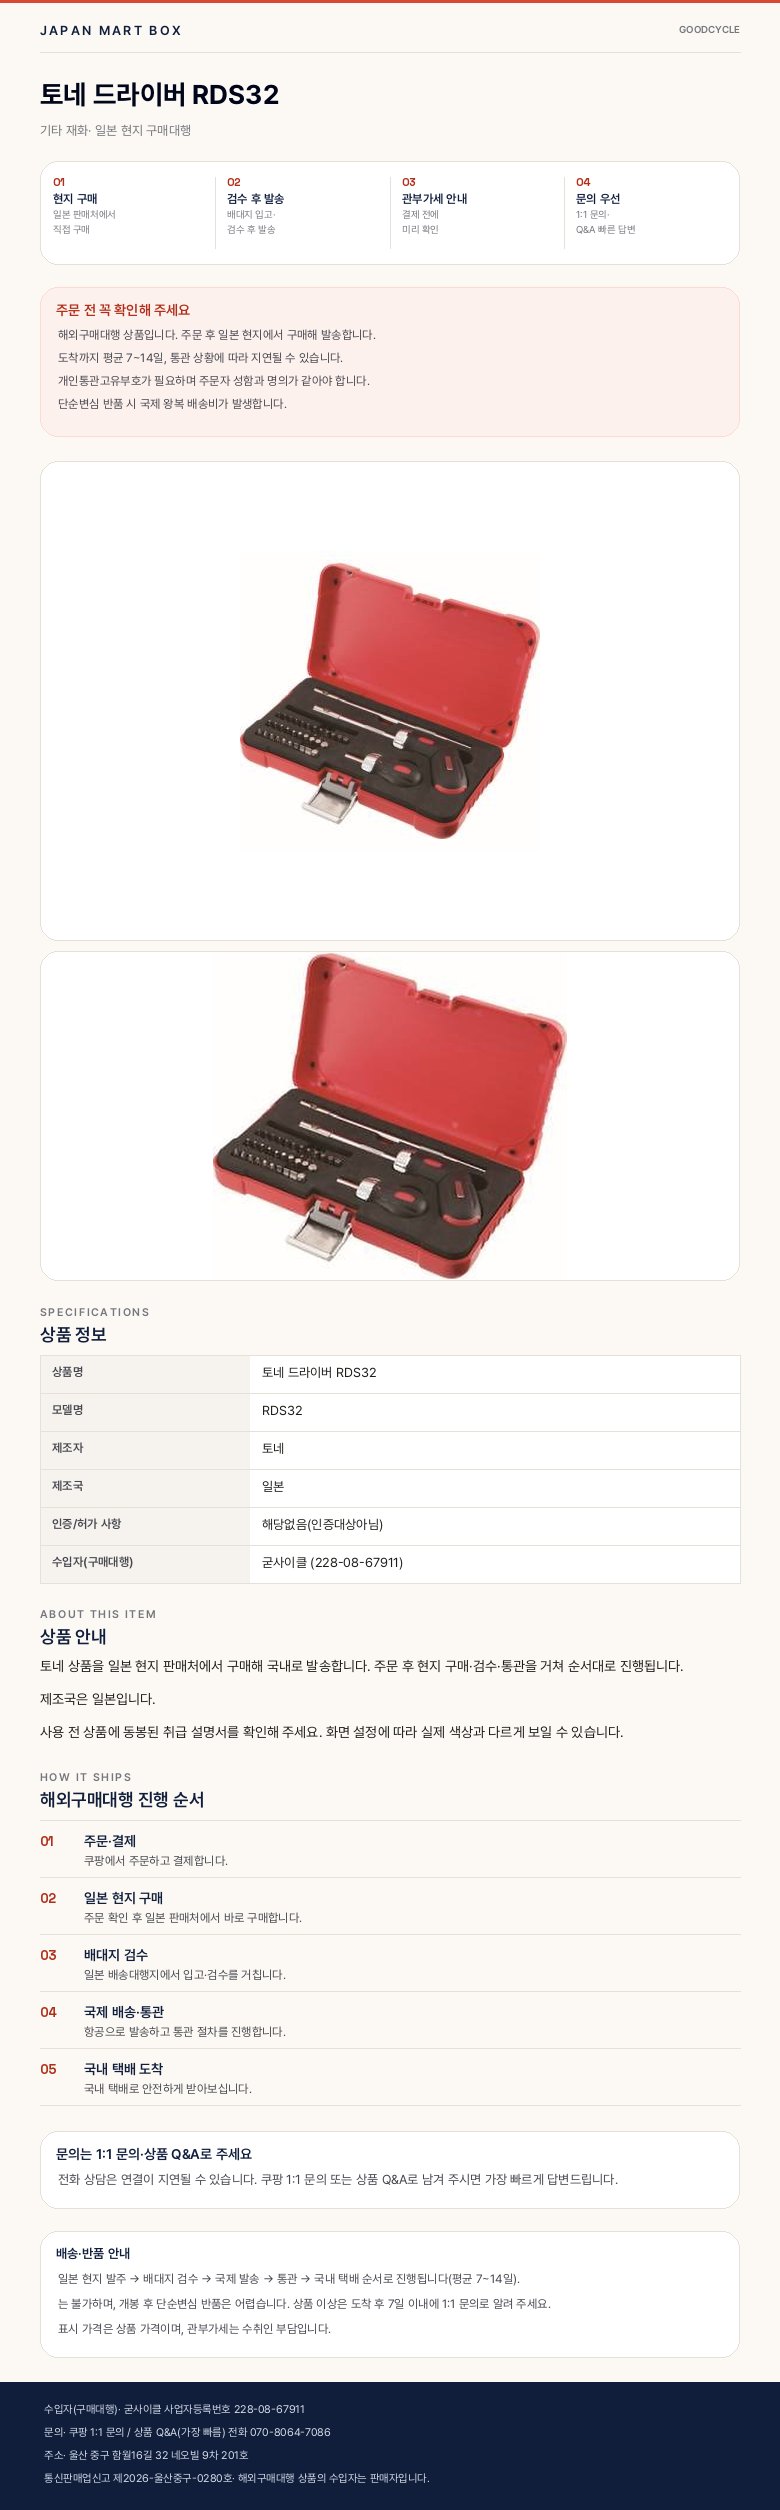 JAPAN MART BOX
GOODCYCLE
토네 드라이버 RDS32
기타 재화· 일본 현지 구매대행
01
현지 구매
일본 판매처에서
직접 구매
02
검수 후 발송
배대지 입고·
검수 후 발송
03
관부가세 안내
결제 전에
미리 확인
04
문의 우선
1:1 문의·
Q&A 빠른 답변
주문 전 꼭 확인해 주세요
해외구매대행 상품입니다. 주문 후 일본 현지에서 구매해 발송합니다.
도착까지 평균 7~14일, 통관 상황에 따라 지연될 수 있습니다.
개인통관고유부호가 필요하며 주문자 성함과 명의가 같아야 합니다.
단순변심 반품 시 국제 왕복 배송비가 발생합니다.
SPECIFICATIONS
상품 정보
상품명 토네 드라이버 RDS32
모델명 RDS32
제조자 토네
제조국 일본
인증/허가 사항 해당없음(인증대상아님)
수입자(구매대행) 굳사이클 (228-08-67911)
ABOUT THIS ITEM
상품 안내
토네 상품을 일본 현지 판매처에서 구매해 국내로 발송합니다. 주문 후 현지 구매·검수·통관을 거쳐 순서대로 진행됩니다.
제조국은 일본입니다.
사용 전 상품에 동봉된 취급 설명서를 확인해 주세요. 화면 설정에 따라 실제 색상과 다르게 보일 수 있습니다.
HOW IT SHIPS
해외구매대행 진행 순서
01 주문·결제
쿠팡에서 주문하고 결제합니다.
02 일본 현지 구매
주문 확인 후 일본 판매처에서 바로 구매합니다.
03 배대지 검수
일본 배송대행지에서 입고·검수를 거칩니다.
04 국제 배송·통관
항공으로 발송하고 통관 절차를 진행합니다.
05 국내 택배 도착
국내 택배로 안전하게 받아보십니다.
문의는 1:1 문의·상품 Q&A로 주세요
전화 상담은 연결이 지연될 수 있습니다. 쿠팡 1:1 문의 또는 상품 Q&A로 남겨 주시면 가장 빠르게 답변드립니다.
배송·반품 안내
일본 현지 발주 → 배대지 검수 → 국제 발송 → 통관 → 국내 택배 순서로 진행됩니다(평균 7~14일).
는 불가하며, 개봉 후 단순변심 반품은 어렵습니다. 상품 이상은 도착 후 7일 이내에 1:1 문의로 알려 주세요.
표시 가격은 상품 가격이며, 관부가세는 수취인 부담입니다.
수입자(구매대행)· 굳사이클 사업자등록번호 228-08-67911
문의· 쿠팡 1:1 문의 / 상품 Q&A(가장 빠름) 전화 070-8064-7086
주소· 울산 중구 함월16길 32 네오빌 9차 201호
통신판매업신고 제2026-울산중구-0280호· 해외구매대행 상품의 수입자는 판매자입니다.